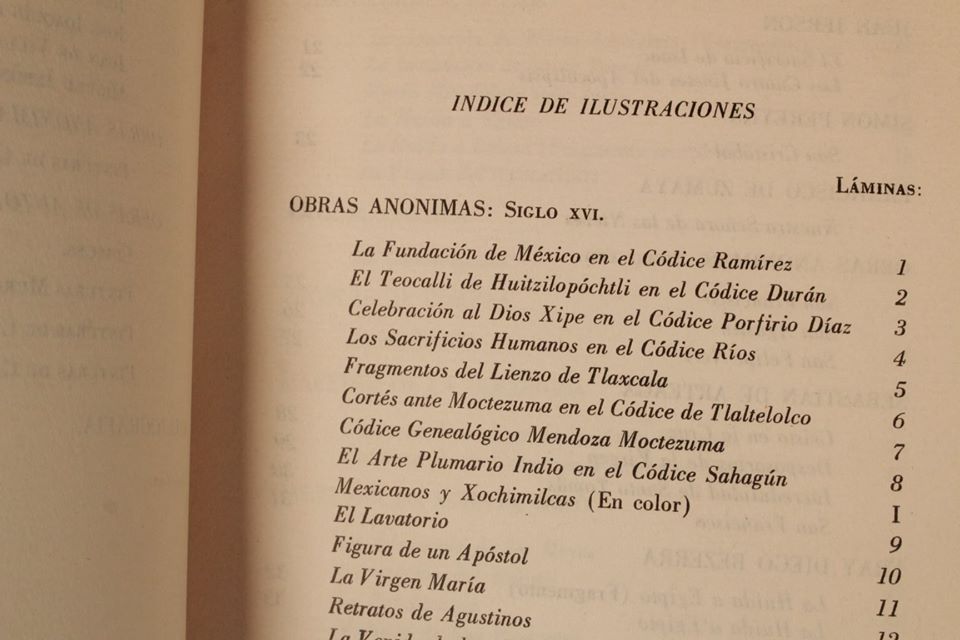 INDICE DE ILUSTRACIONES
LÁMINAS:
OBRAS ANONIMAS: SIGLO XVI.
La Fundación de México en el Códice Ramírez 1
El Teocalli de Huitzilopóchtli en el Códice Durán 2
Celebración al Dios Xipe en el Códice Porfirio Díaz 3
Los Sacrificios Humanos en el Códice Ríos 4
Fragmentos del Lienzo de Tlaxcala 5
Cortés ante Moctezuma en el Códice de Tlaltelolco 6
Códice Genealógico Mendoza Moctezuma 7
El Arte Plumario Indio en el Códice Sahagún 8
Mexicanos y Xochimilcas (En color) I
El Lavatorio 9
Figura de un Apóstol 10
La Virgen María 11
Retratos de Agustinos 12
La